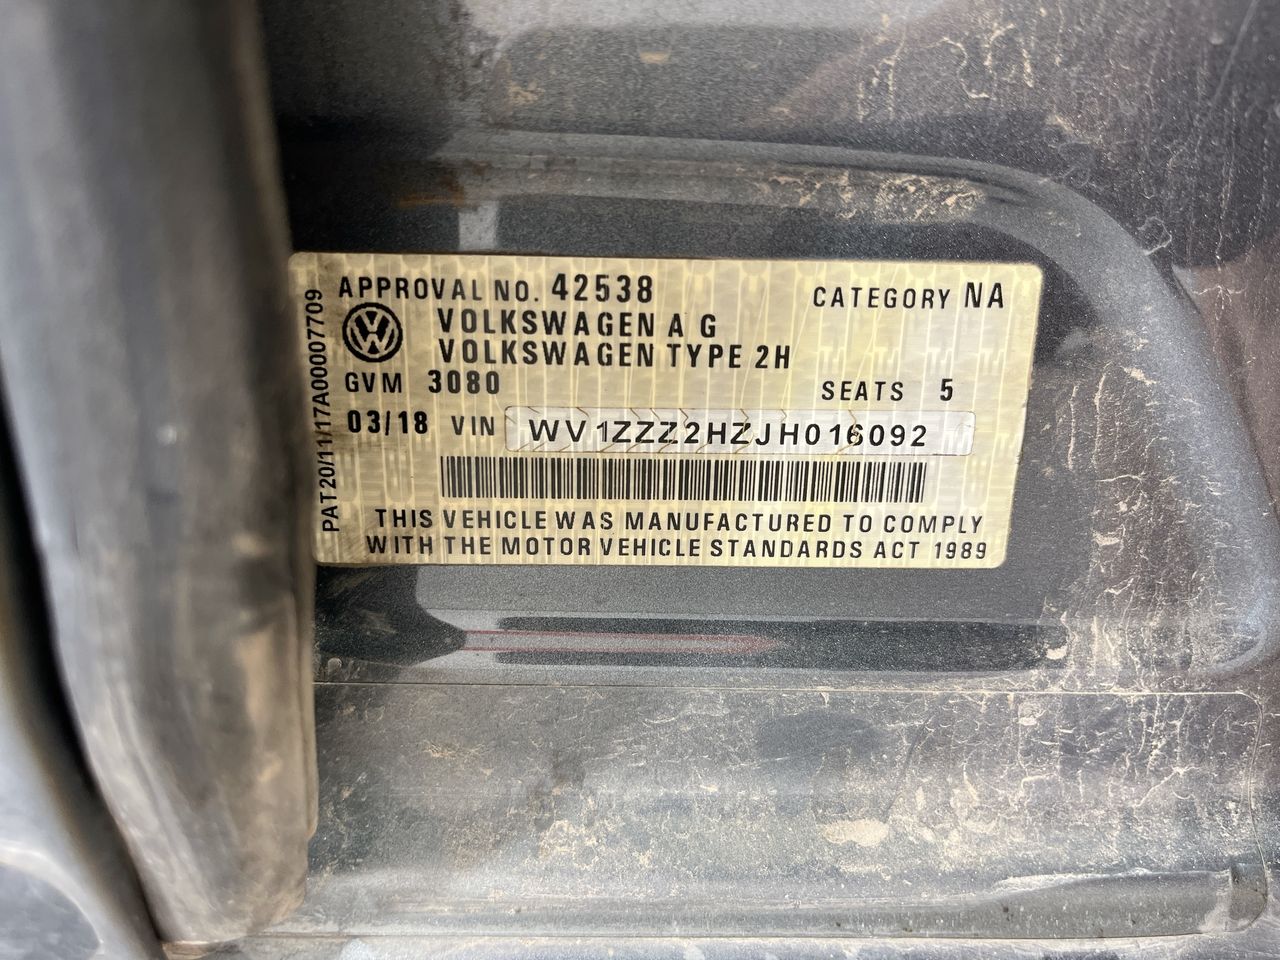 APPROVAL NO. 42538 CATEGORY NA
VOLKSWAGEN A G
VOLKSWAGEN TYPE 2H
GVM 3080 SEATS 5
03/18 VIN WV1ZZZ2HZJH016092
THIS VEHICLE WAS MANUFACTURED TO COMPLY
WITH THE MOTOR VEHICLE STANDARDS ACT 1989
PAT20/11/17A00007709